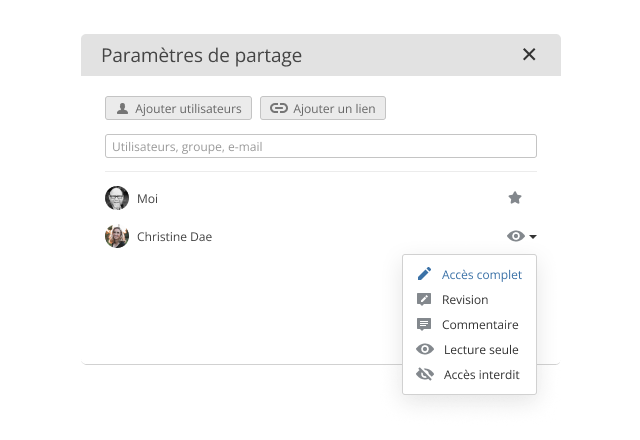 Paramètres de partage
Ajouter utilisateurs
Ajouter un lien
Utilisateurs, groupe, e-mail
Moi
Christine Dae
Accès complet
Revision
Commentaire
Lecture seule
Accès interdit